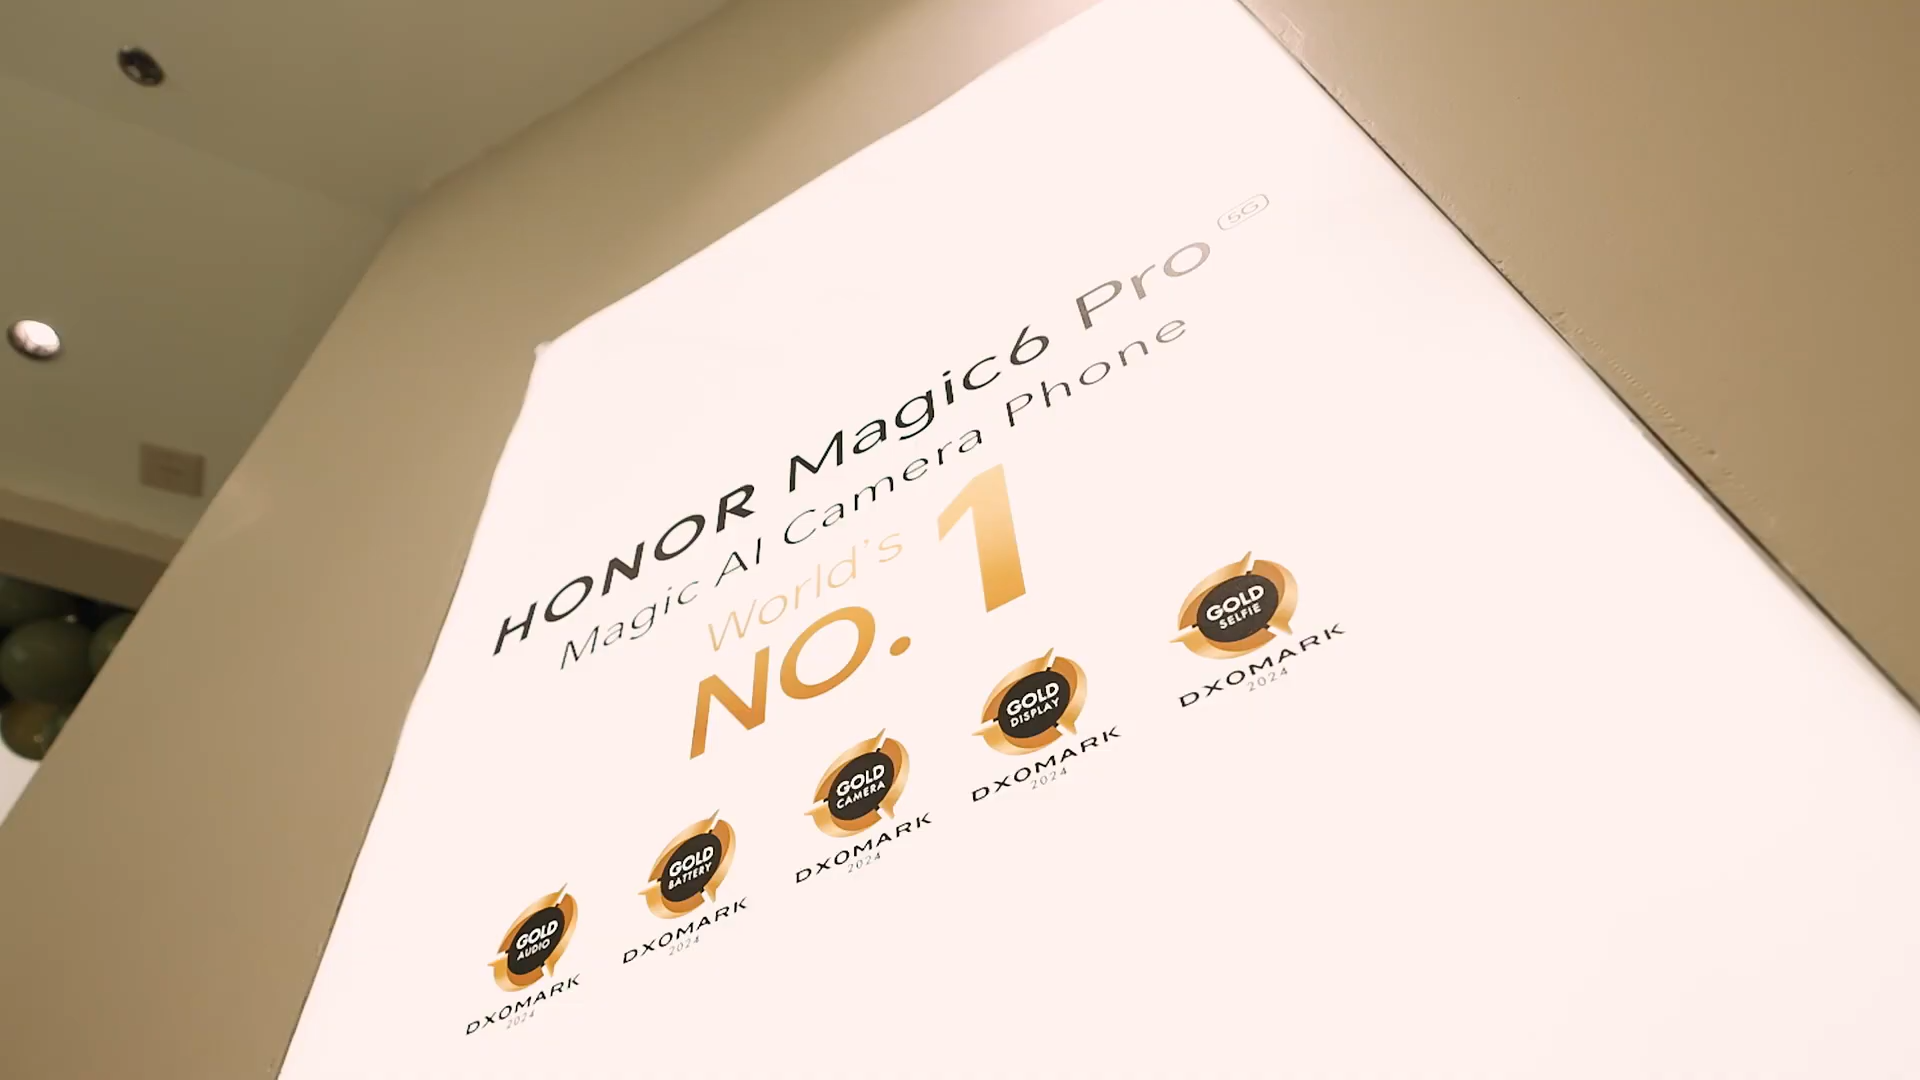 HONOR Magic6 Pro 5G
Magic AI Camera Phone
World's
NO. 1
GOLD
AUDIO
DXOMARK
2024
GOLD
BATTERY
DXOMARK
2024
GOLD
CAMERA
DXOMARK
2024
GOLD
DISPLAY
DXOMARK
2024
GOLD
SELFIE
DXOMARK
2024